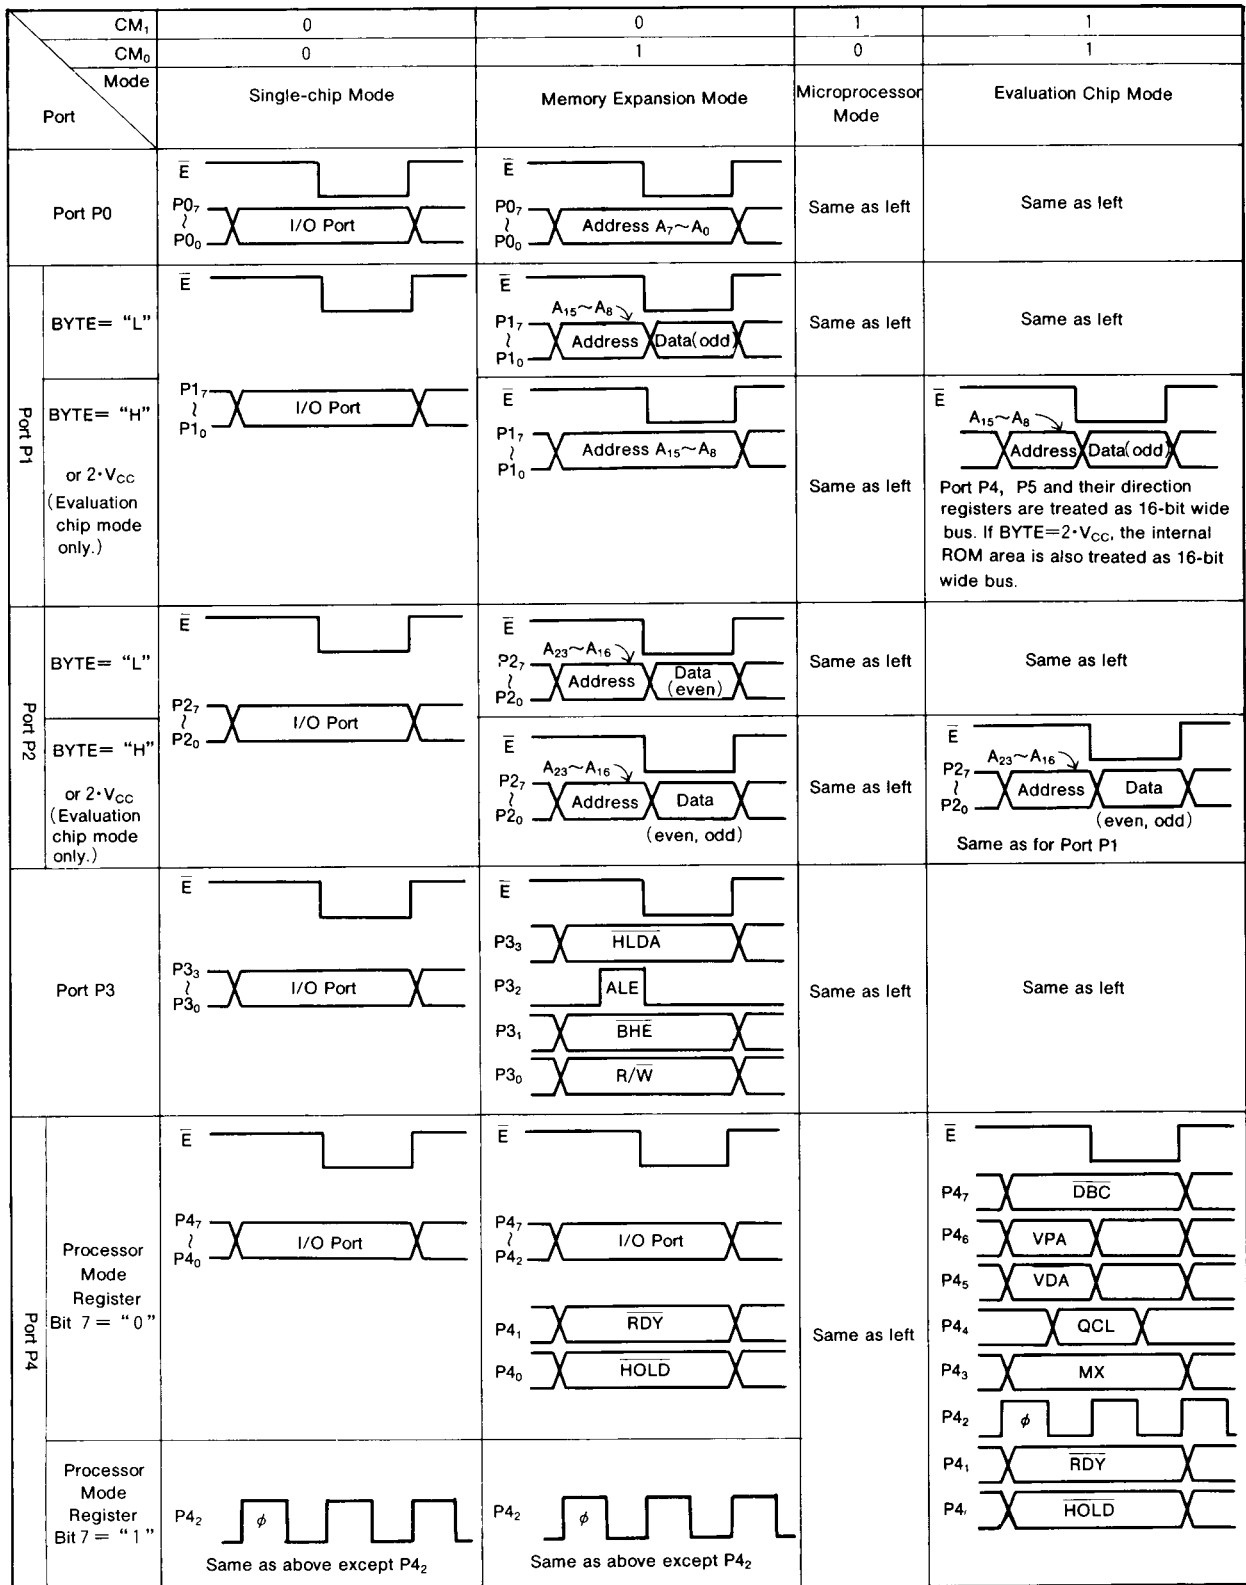 CM₁ 0 0 1 1
CM₀ 0 1 0 1
Mode
Port
Single-chip Mode
Memory Expansion Mode
Microprocessor
Mode
Evaluation Chip Mode
Port P0
E̅
P0₇
≀
P0₀
I/O Port
E̅
P0₇
≀
P0₀
Address A₇~A₀
Same as left
Same as left
Port P1
BYTE= “L”
BYTE= “H”
or 2·V_CC
(Evaluation
chip mode
only.)
E̅
P1₇
≀
P1₀
I/O Port
E̅
A₁₅~A₈
P1₇
≀
P1₀
Address Data(odd)
Same as left
Same as left
E̅
P1₇
≀
P1₀
Address A₁₅~A₈
Same as left
E̅
A₁₅~A₈
Address Data(odd)
Port P4, P5 and their direction
registers are treated as 16-bit wide
bus. If BYTE=2·V_CC, the internal
ROM area is also treated as 16-bit
wide bus.
Port P2
BYTE= “L”
BYTE= “H”
or 2·V_CC
(Evaluation
chip mode
only.)
E̅
P2₇
≀
P2₀
I/O Port
E̅
A₂₃~A₁₆
P2₇
≀
P2₀
Address Data
(even)
Same as left
Same as left
E̅
A₂₃~A₁₆
P2₇
≀
P2₀
Address Data
(even, odd)
Same as left
E̅
A₂₃~A₁₆
P2₇
≀
P2₀
Address Data
(even, odd)
Same as for Port P1
Port P3
E̅
P3₃
≀
P3₀
I/O Port
E̅
P3₃ H̅L̅D̅A̅
P3₂ ALE
P3₁ B̅H̅E̅
P3₀ R/W̅
Same as left
Same as left
Port P4
Processor
Mode
Register
Bit 7 = “0”
E̅
P4₇
≀
P4₀
I/O Port
E̅
P4₇
≀
P4₂
I/O Port
P4₁ R̅D̅Y̅
P4₀ H̅O̅L̅D̅
Same as left
E̅
P4₇ D̅B̅C̅
P4₆ VPA
P4₅ VDA
P4₄ QCL
P4₃ MX
P4₂ ϕ
P4₁ R̅D̅Y̅
P4 H̅O̅L̅D̅
Processor
Mode
Register
Bit 7 = “1”
P4₂ ϕ
Same as above except P4₂
P4₂ ϕ
Same as above except P4₂